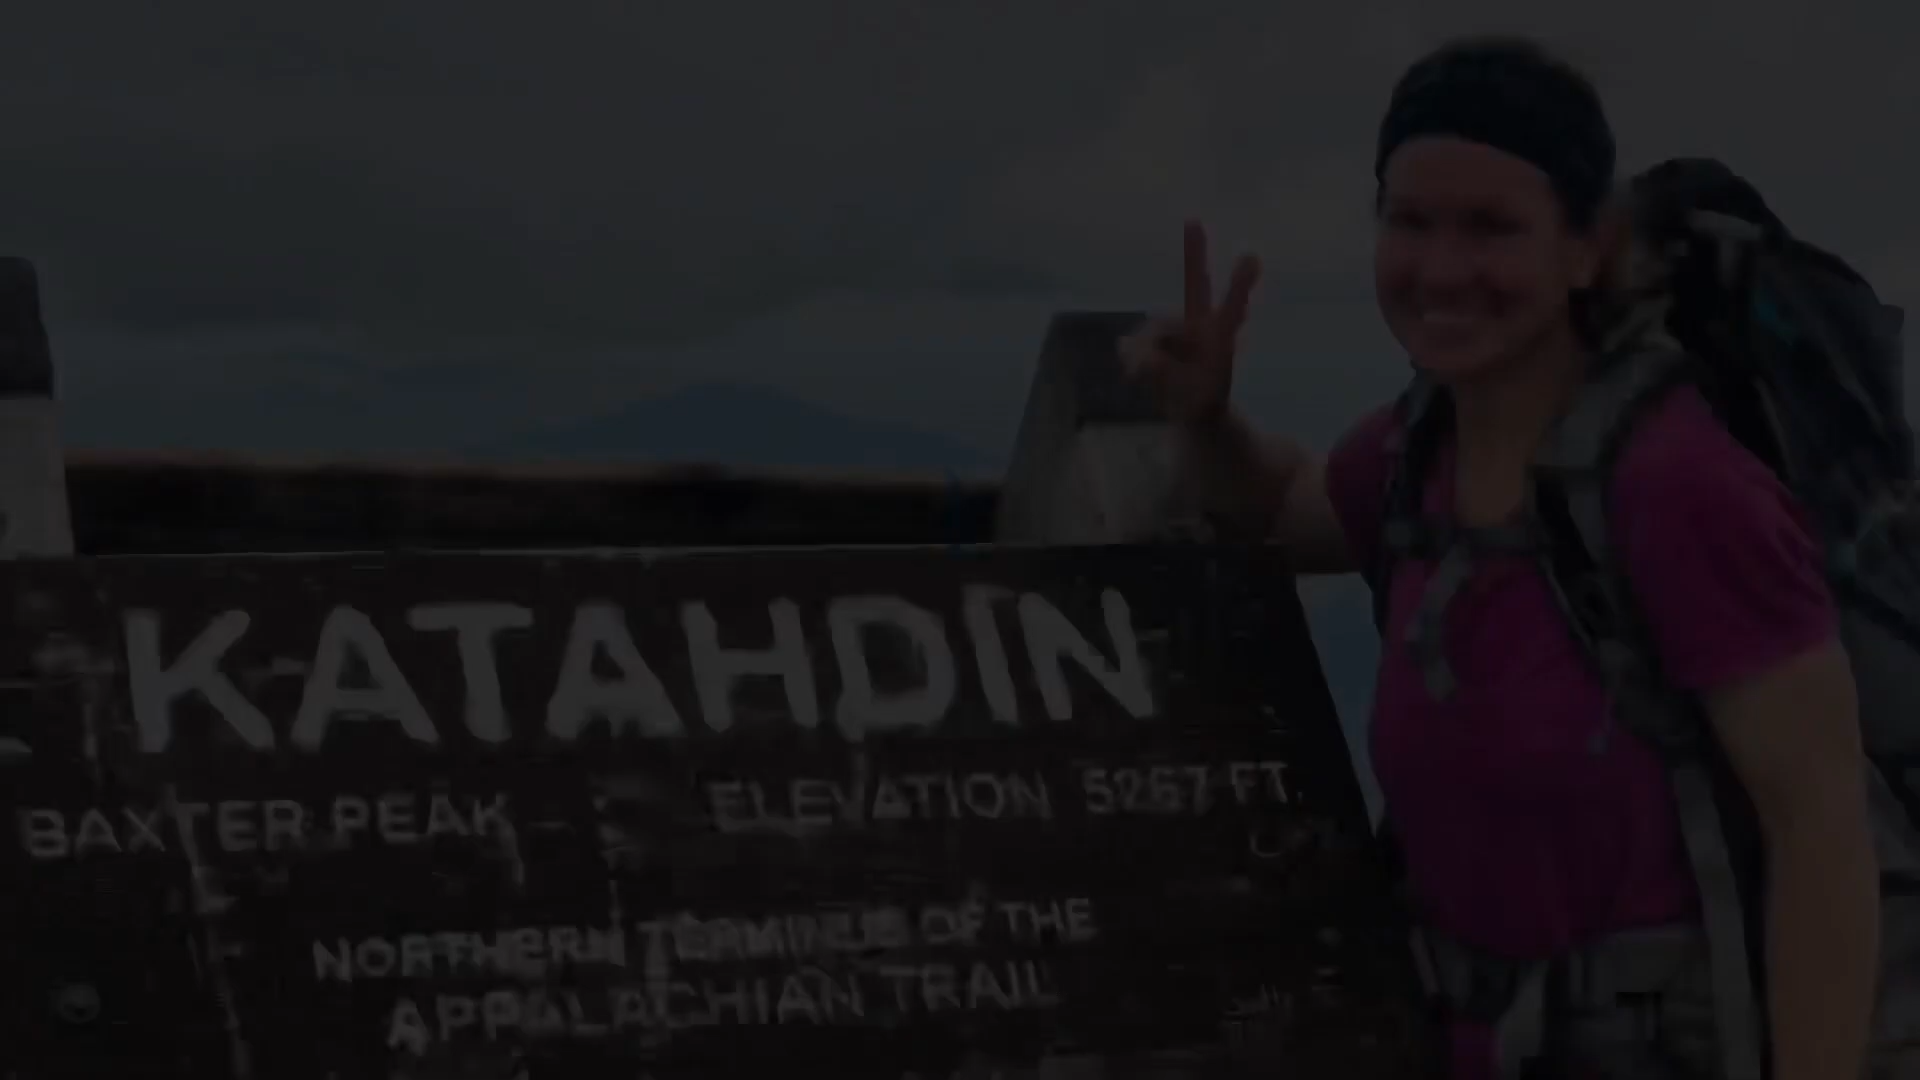 KATAHDIN
BAXTER PEAK - ELEVATION 5267 FT.
NORTHERN TERMINUS OF THE
APPALACHIAN TRAIL